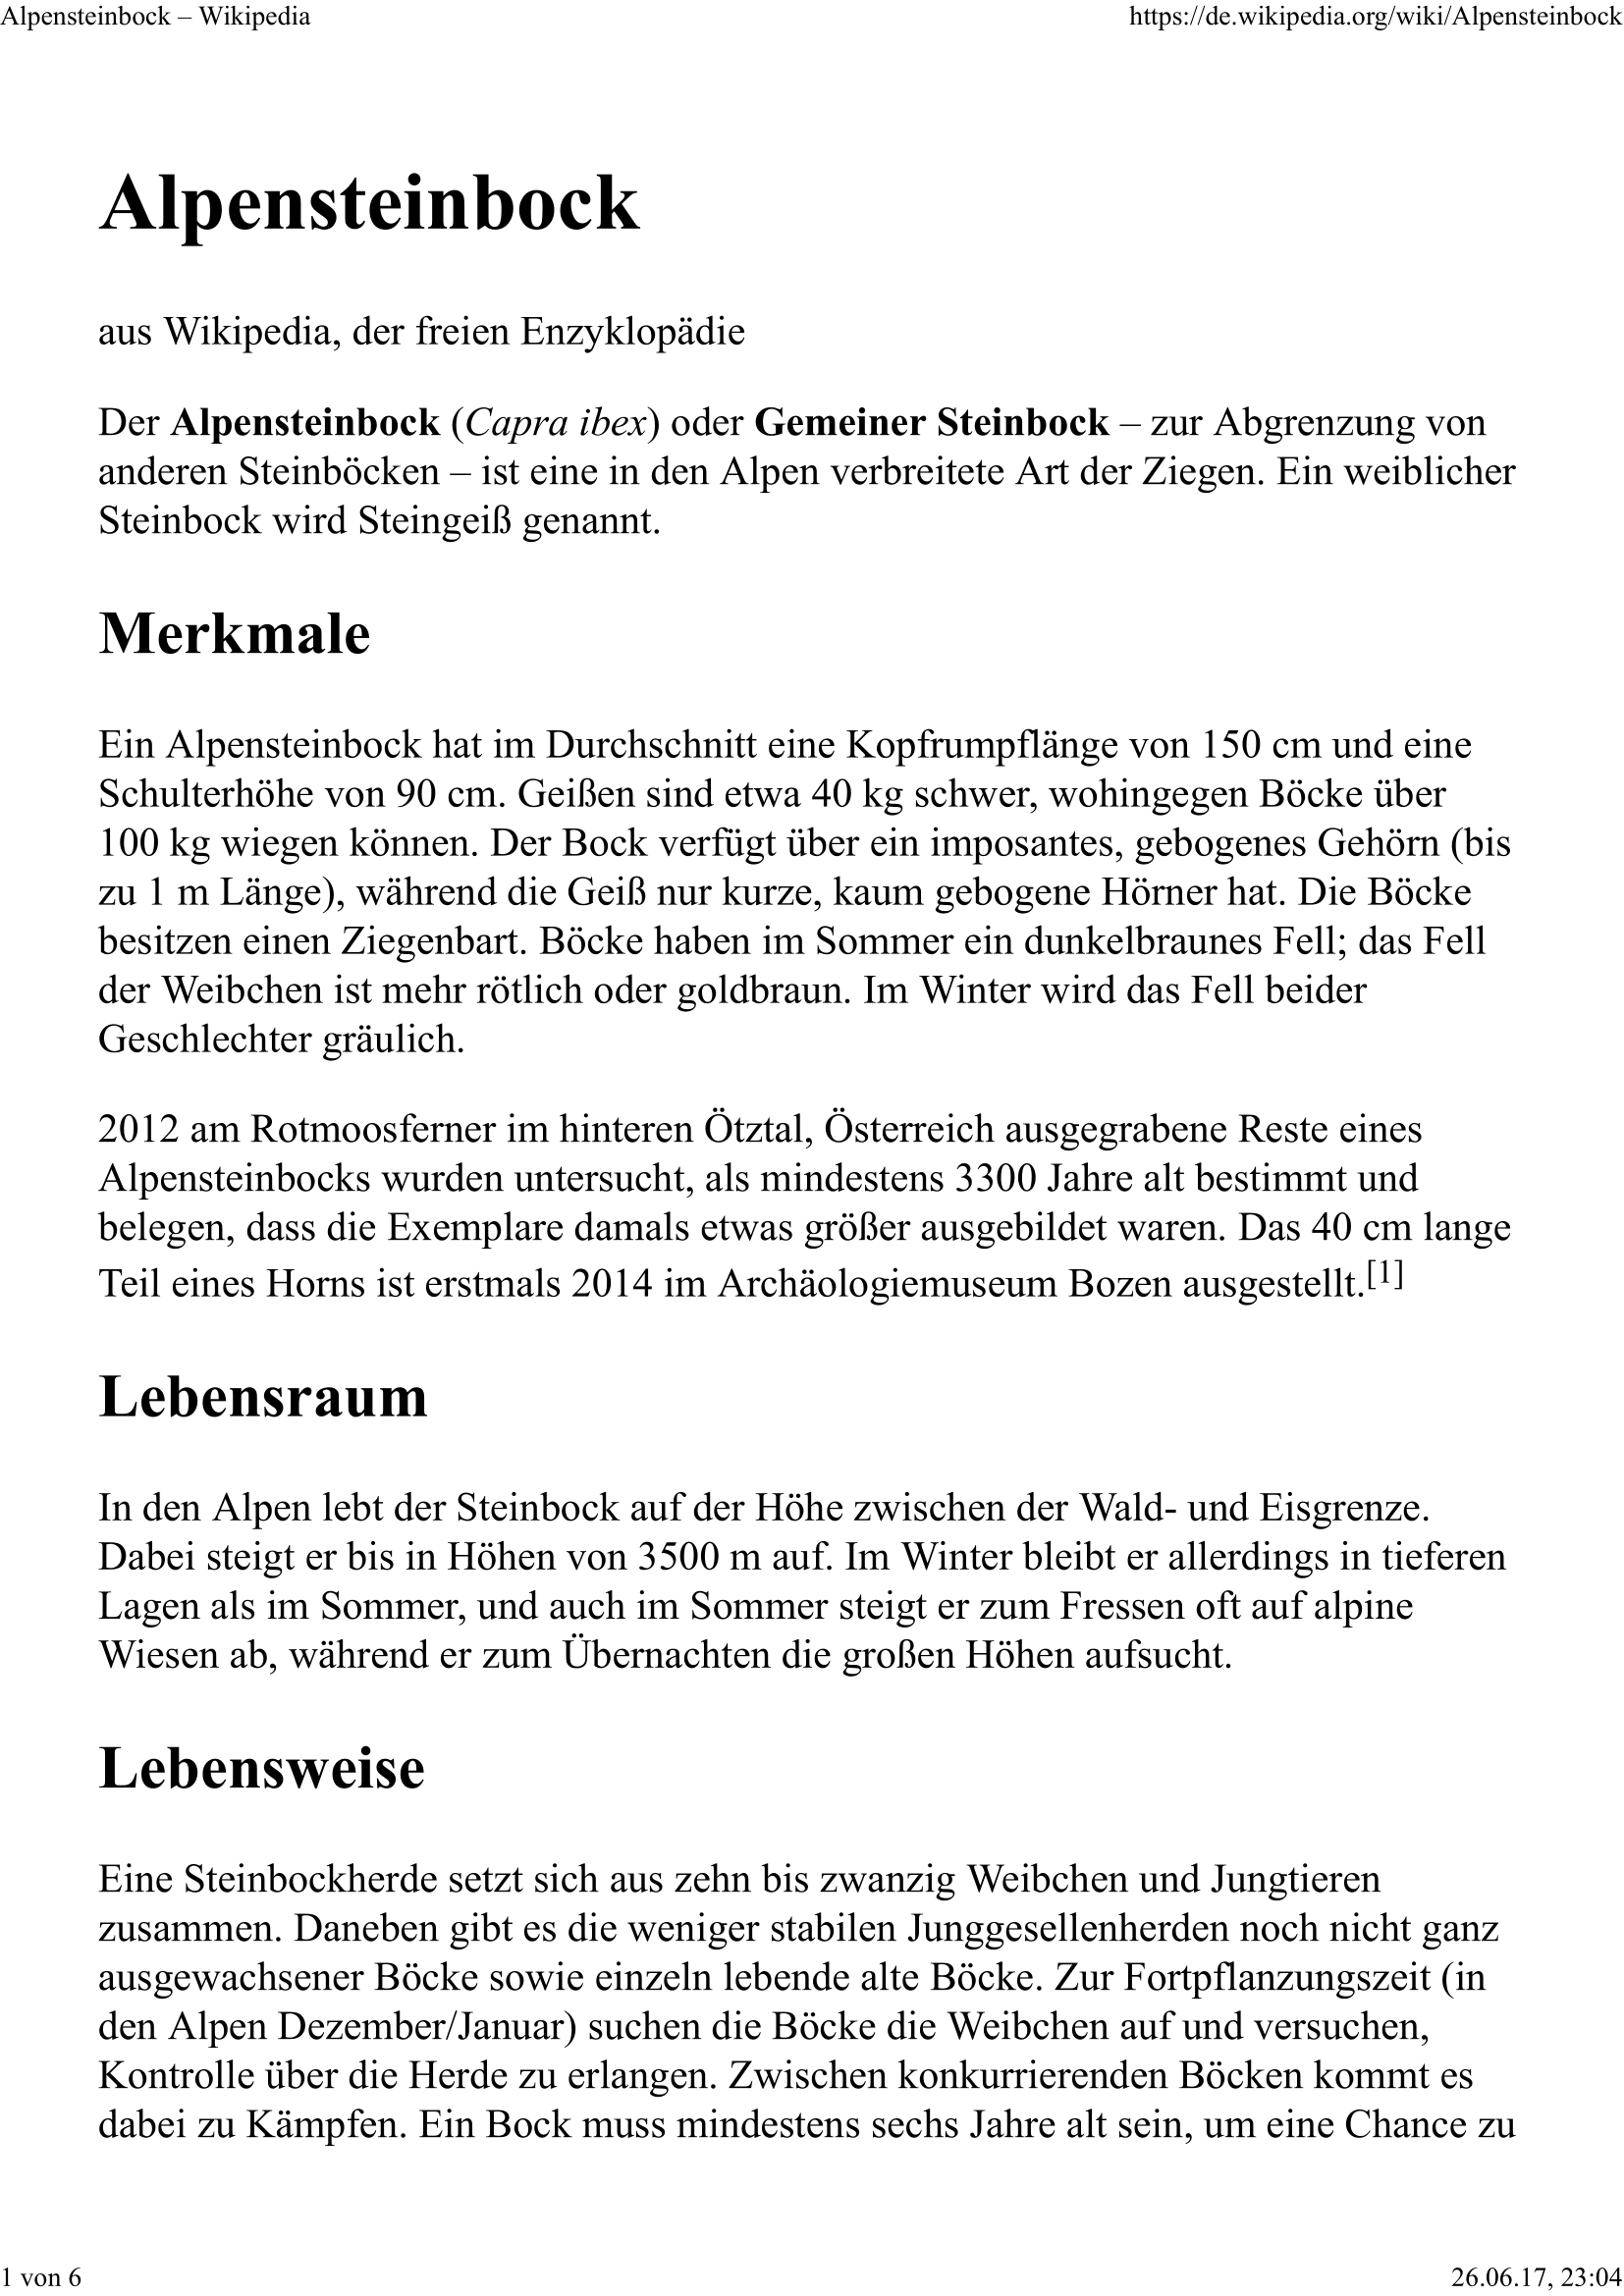 Alpensteinbock – Wikipedia
https://de.wikipedia.org/wiki/Alpensteinbock
Alpensteinbock
aus Wikipedia, der freien Enzyklopädie
Der Alpensteinbock (Capra ibex) oder Gemeiner Steinbock – zur Abgrenzung von
anderen Steinböcken – ist eine in den Alpen verbreitete Art der Ziegen. Ein weiblicher
Steinbock wird Steingeiß genannt.
Merkmale
Ein Alpensteinbock hat im Durchschnitt eine Kopfrumpflänge von 150 cm und eine
Schulterhöhe von 90 cm. Geißen sind etwa 40 kg schwer, wohingegen Böcke über
100 kg wiegen können. Der Bock verfügt über ein imposantes, gebogenes Gehörn (bis
zu 1 m Länge), während die Geiß nur kurze, kaum gebogene Hörner hat. Die Böcke
besitzen einen Ziegenbart. Böcke haben im Sommer ein dunkelbraunes Fell; das Fell
der Weibchen ist mehr rötlich oder goldbraun. Im Winter wird das Fell beider
Geschlechter gräulich.
2012 am Rotmoosferner im hinteren Ötztal, Österreich ausgegrabene Reste eines
Alpensteinbocks wurden untersucht, als mindestens 3300 Jahre alt bestimmt und
belegen, dass die Exemplare damals etwas größer ausgebildet waren. Das 40 cm lange
Teil eines Horns ist erstmals 2014 im Archäologiemuseum Bozen ausgestellt.[1]
Lebensraum
In den Alpen lebt der Steinbock auf der Höhe zwischen der Wald- und Eisgrenze.
Dabei steigt er bis in Höhen von 3500 m auf. Im Winter bleibt er allerdings in tieferen
Lagen als im Sommer, und auch im Sommer steigt er zum Fressen oft auf alpine
Wiesen ab, während er zum Übernachten die großen Höhen aufsucht.
Lebensweise
Eine Steinbockherde setzt sich aus zehn bis zwanzig Weibchen und Jungtieren
zusammen. Daneben gibt es die weniger stabilen Junggesellenherden noch nicht ganz
ausgewachsener Böcke sowie einzeln lebende alte Böcke. Zur Fortpflanzungszeit (in
den Alpen Dezember/Januar) suchen die Böcke die Weibchen auf und versuchen,
Kontrolle über die Herde zu erlangen. Zwischen konkurrierenden Böcken kommt es
dabei zu Kämpfen. Ein Bock muss mindestens sechs Jahre alt sein, um eine Chance zu
1 von 6
26.06.17, 23:04